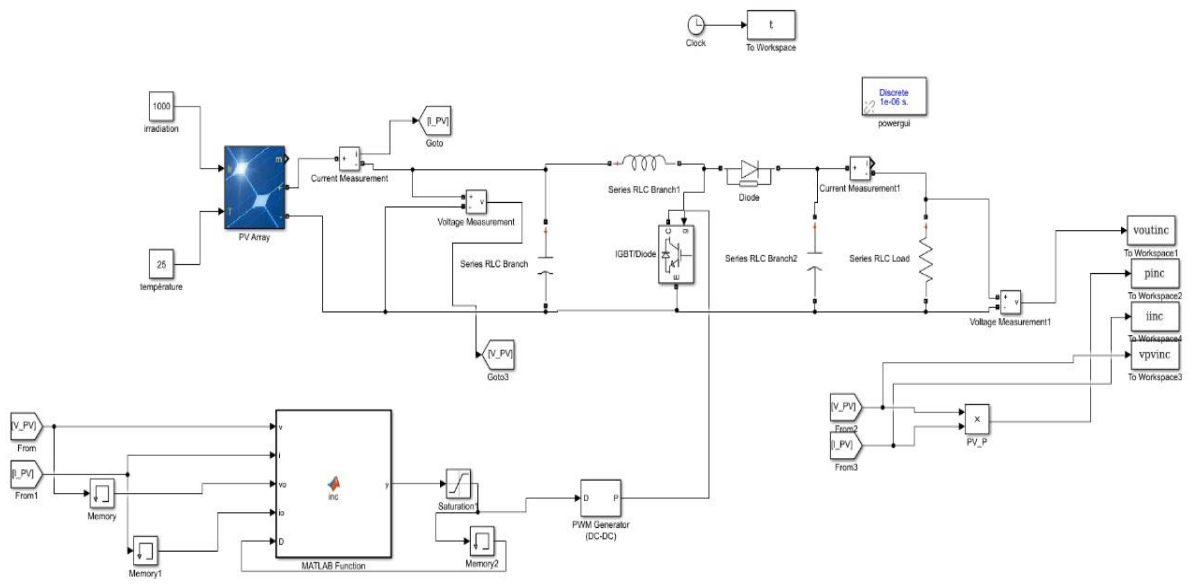 t
Clock
To Workspace
Discrete
1e-06 s.
powergui
1000
irradiation
[I_PV]
Goto
m
+
-
i
Current Measurement
T
PV Array
+
-
v
Voltage Measurement
25
température
Series RLC Branch
Series RLC Branch1
Diode
C
g
E
IGBT/Diode
+
-
i
Current Measurement1
Series RLC Branch2
Series RLC Load
+
-
v
Voltage Measurement1
voutinc
To Workspace1
pinc
To Workspace2
iinc
To Workspace4
vpvinc
To Workspace3
[V_PV]
Goto3
[V_PV]
From2
[I_PV]
From3
×
PV_P
[V_PV]
From
[I_PV]
From1
Memory
Memory1
v
i
vo
io
D
inc
y
MATLAB Function
Saturation1
Memory2
D
P
PWM Generator
(DC-DC)